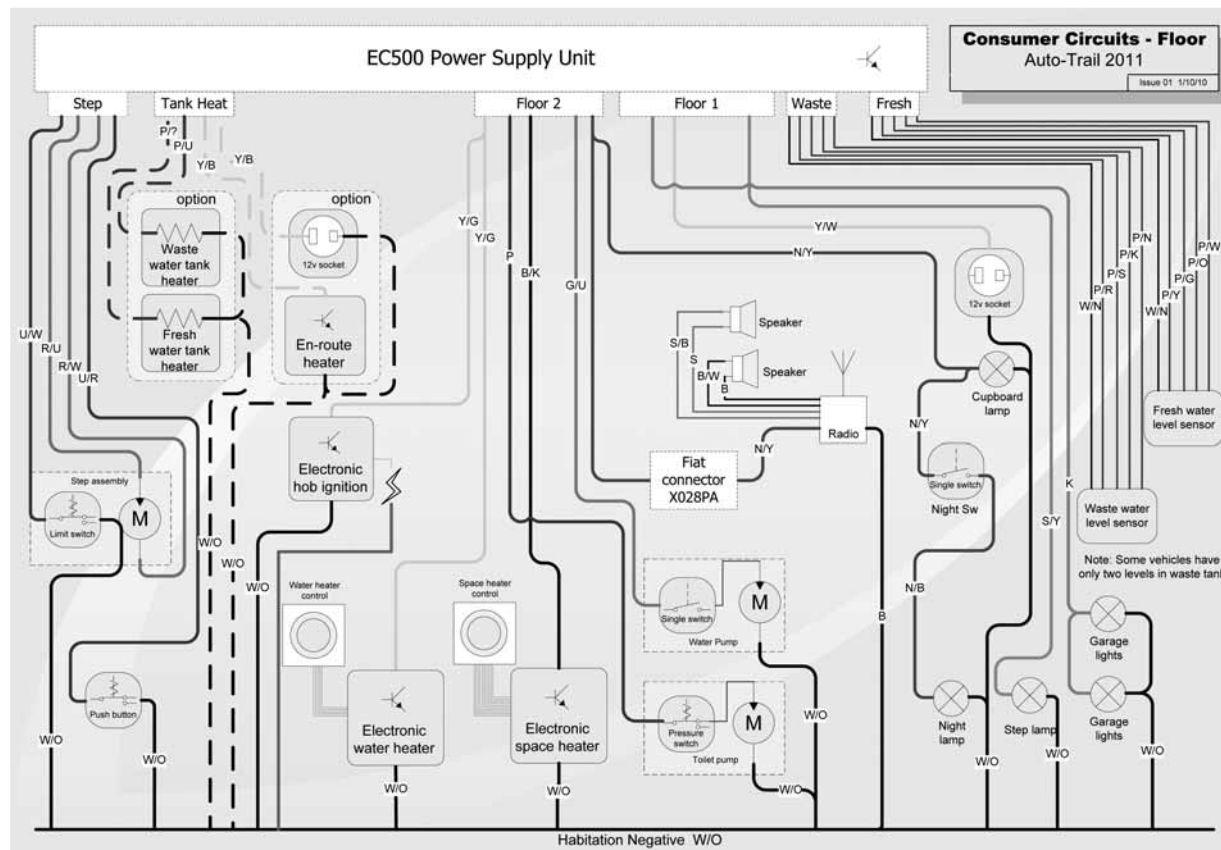 EC500 Power Supply Unit
Consumer Circuits - Floor
Auto-Trail 2011
Issue 01 1/10/10
Step
Tank Heat
Floor 2
Floor 1
Waste
Fresh
P/?
P/U
Y/B
Y/B
option
option
Waste
water tank
heater
Fresh
water tank
heater
12v socket
En-route
heater
U/W
R/U
R/W
U/R
Y/G
Y/G
P
B/K
G/U
N/Y
Y/W
12v socket
S/B
S
B/W
B
Speaker
Speaker
Radio
N/Y
Fiat
connector
X028PA
Cupboard
lamp
N/Y
Single switch
Night Sw
N/B
S/Y
K
B
W/N
P/R
P/S
P/K
P/N
W/N
P/Y
P/G
P/O
P/W
Fresh water
level sensor
Waste water
level sensor
Note: Some vehicles have
only two levels in waste tank
Electronic
hob ignition
Step assembly
Limit switch
M
W/O
W/O
W/O
Water heater
control
Space heater
control
Single switch
M
Water Pump
Pressure
switch
M
Toilet pump
Push button
Electronic
water heater
Electronic
space heater
Night
lamp
Step lamp
Garage
lights
Garage
lights
W/O
W/O
W/O
W/O
W/O
W/O
W/O
W/O
W/O
Habitation Negative W/O